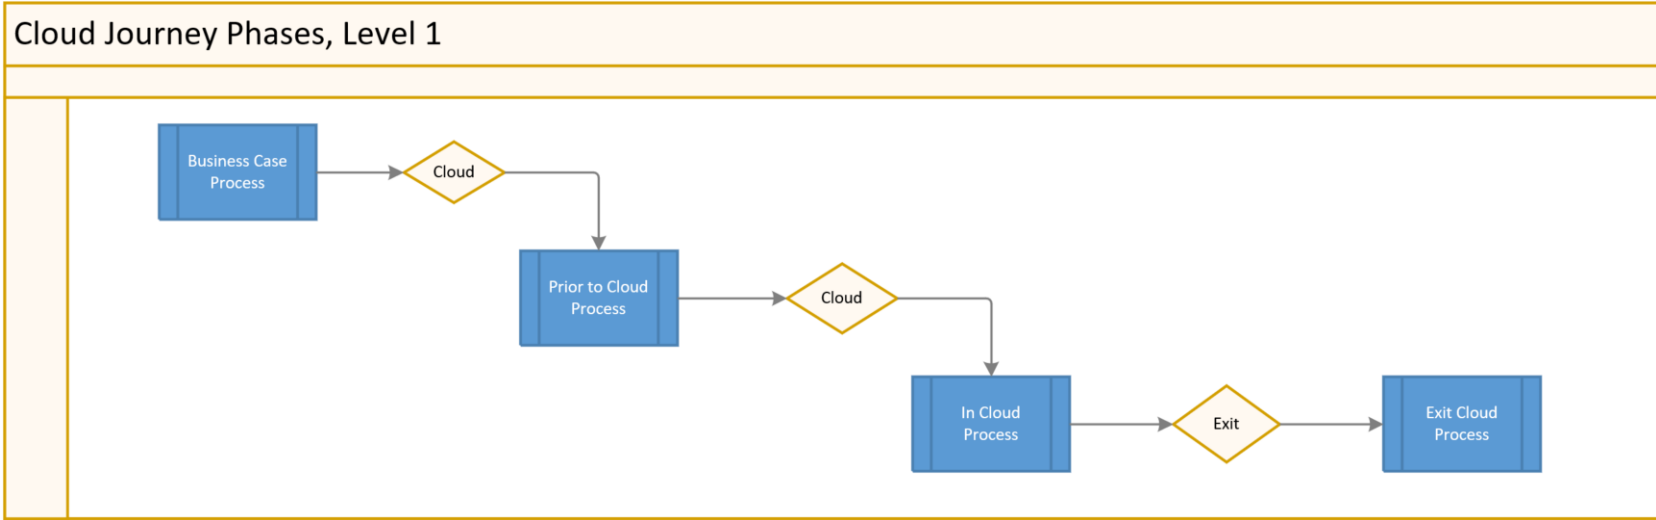 Cloud Journey Phases, Level 1
Business Case
Process
Cloud
Prior to Cloud
Process
Cloud
In Cloud
Process
Exit
Exit Cloud
Process